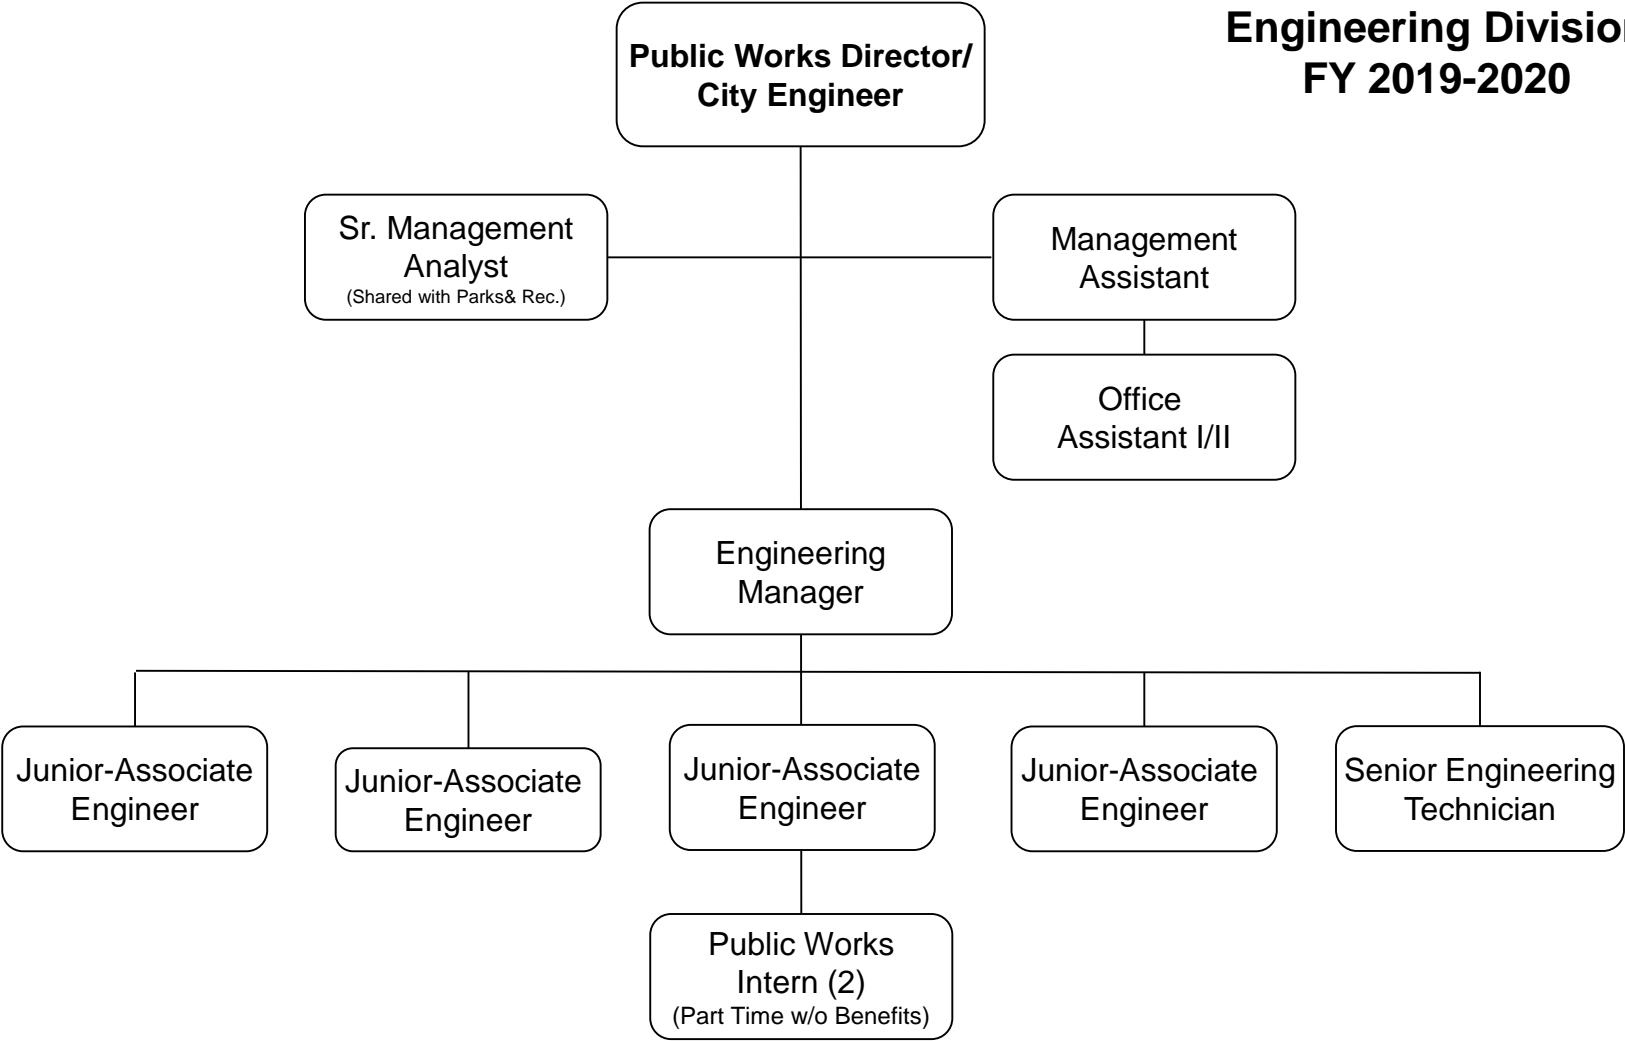 Engineering Division
FY 2019-2020
Public Works Director/
City Engineer
Sr. Management
Analyst
(Shared with Parks& Rec.)
Management
Assistant
Office
Assistant I/II
Engineering
Manager
Junior-Associate
Engineer
Junior-Associate
Engineer
Junior-Associate
Engineer
Junior-Associate
Engineer
Senior Engineering
Technician
Public Works
Intern (2)
(Part Time w/o Benefits)